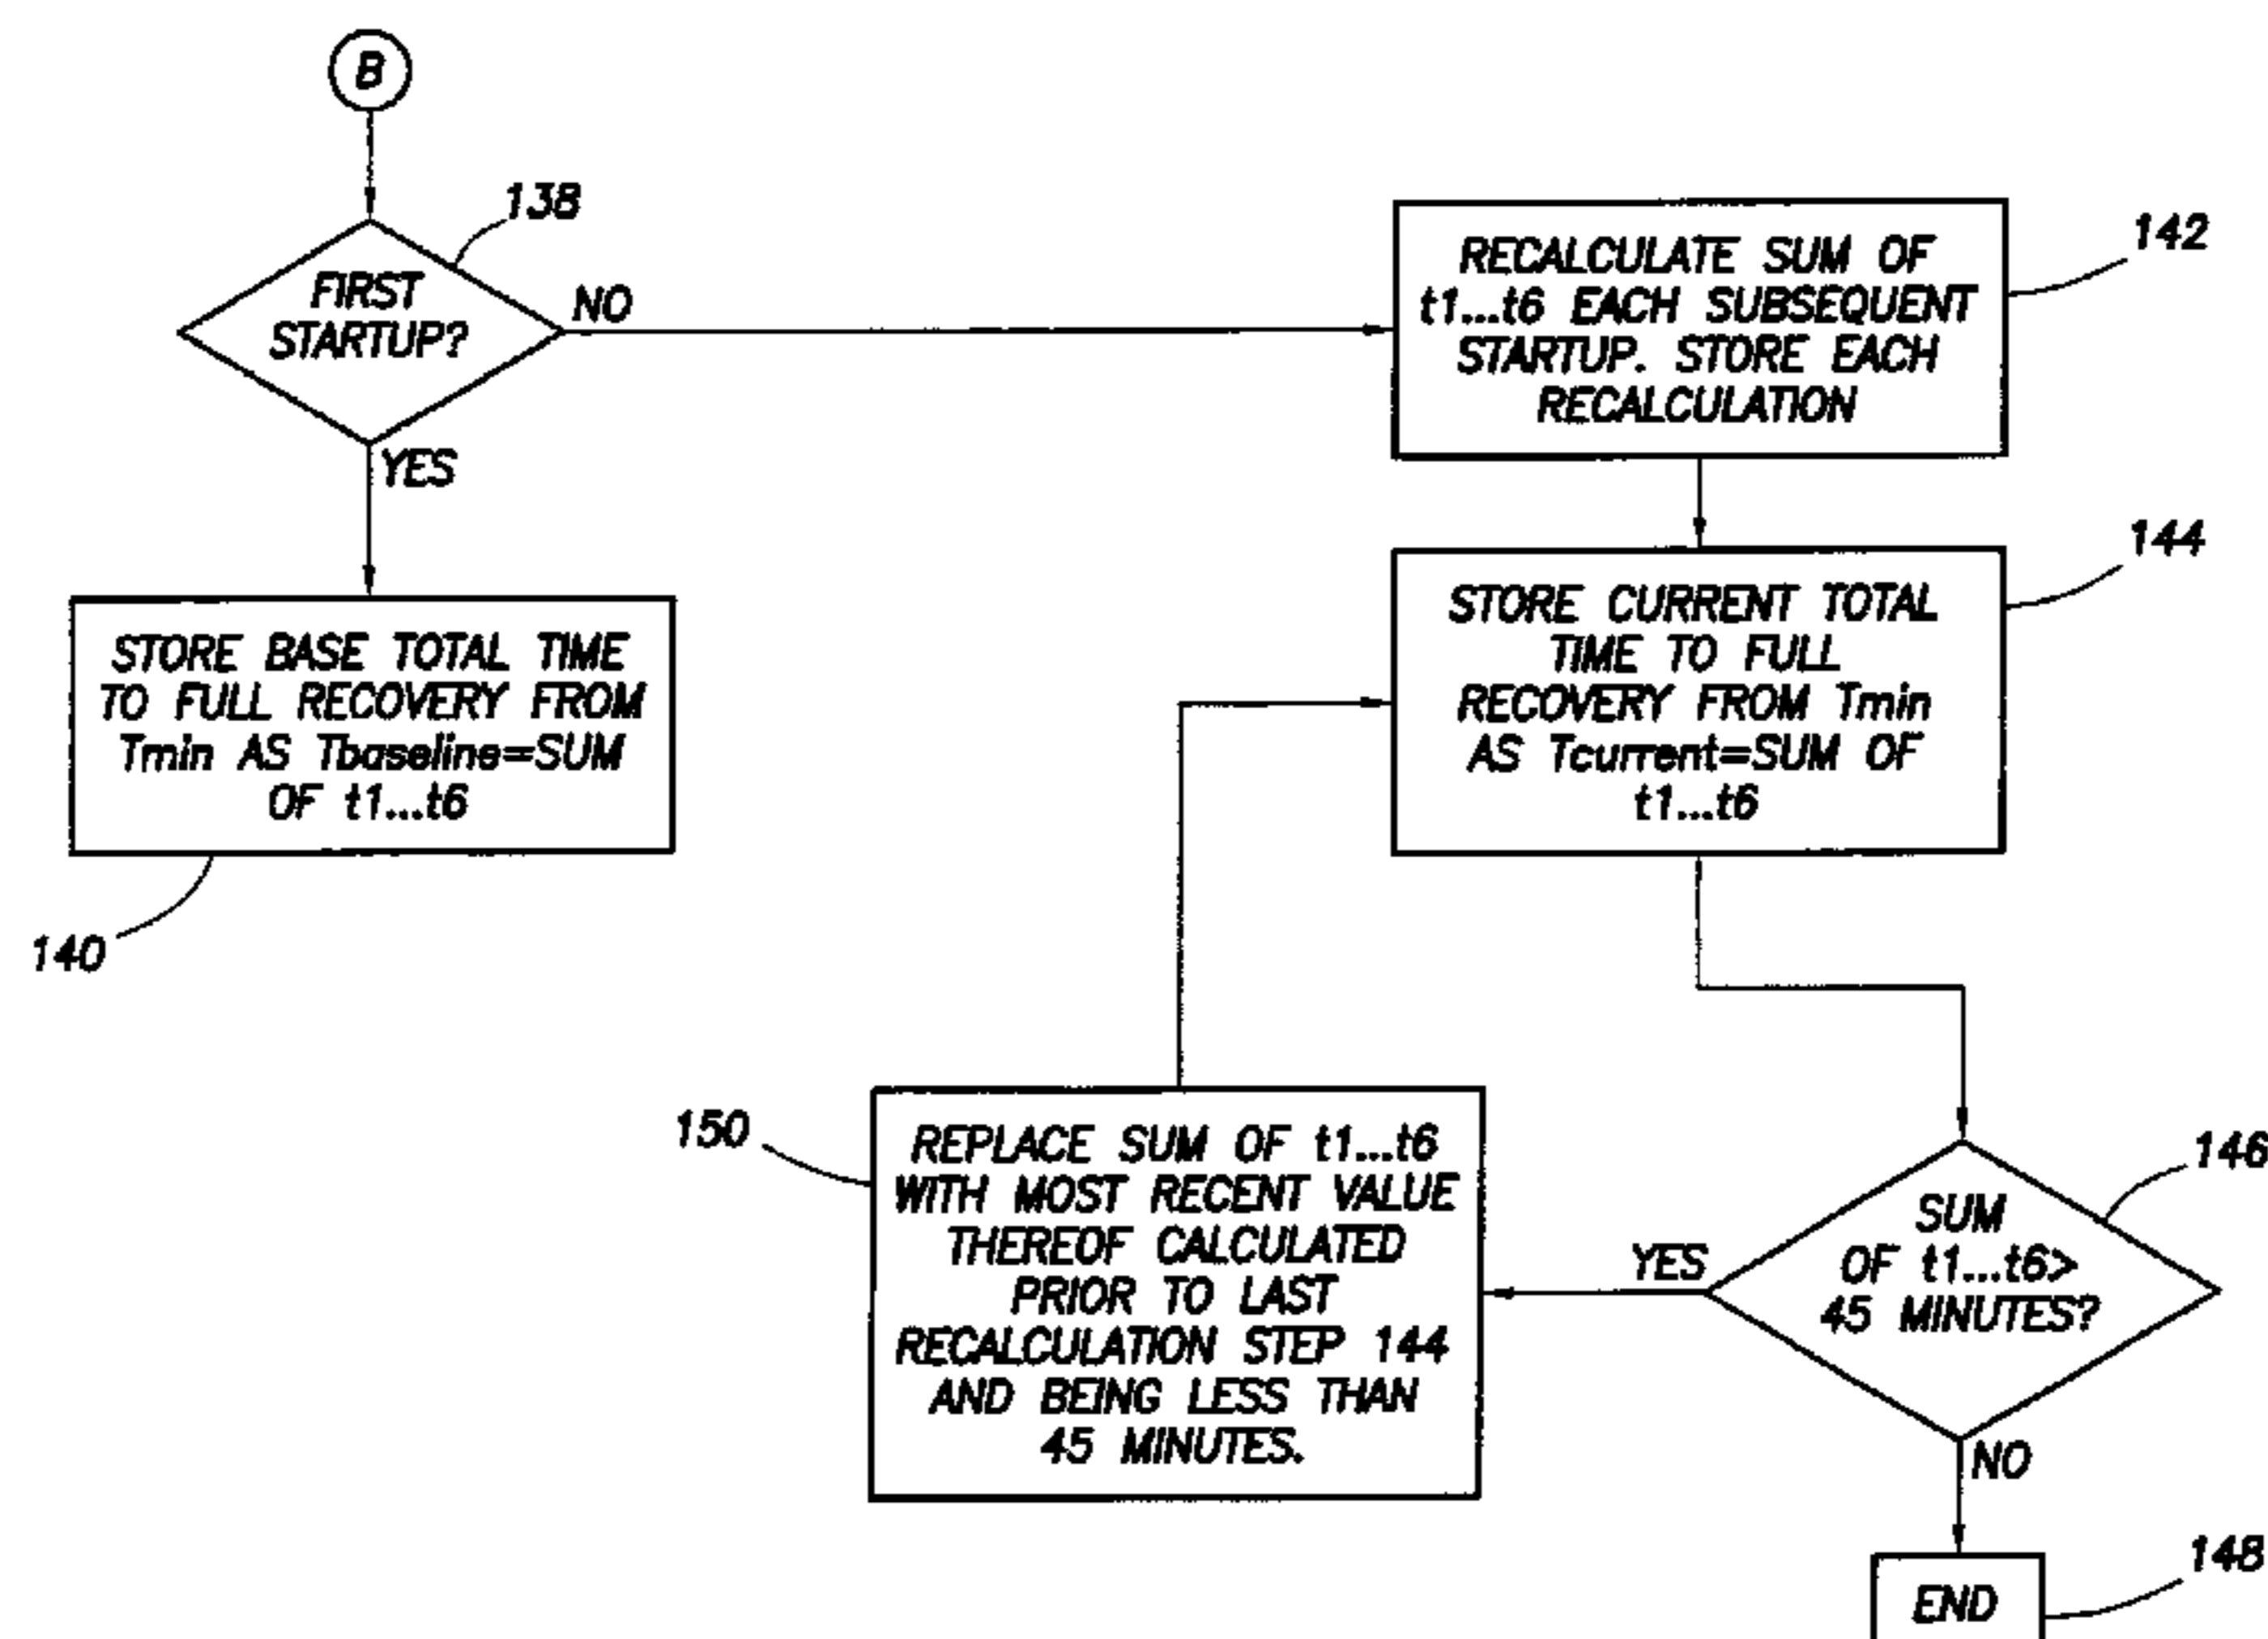 B
138
FIRST
STARTUP?
NO
YES
STORE BASE TOTAL TIME
TO FULL RECOVERY FROM
Tmin AS Tbaseline=SUM
OF t1...t6
140
RECALCULATE SUM OF
t1...t6 EACH SUBSEQUENT
STARTUP. STORE EACH
RECALCULATION
142
STORE CURRENT TOTAL
TIME TO FULL
RECOVERY FROM Tmin
AS Tcurrent=SUM OF
t1...t6
144
SUM
OF t1...t6>
45 MINUTES?
146
YES
NO
150
REPLACE SUM OF t1...t6
WITH MOST RECENT VALUE
THEREOF CALCULATED
PRIOR TO LAST
RECALCULATION STEP 144
AND BEING LESS THAN
45 MINUTES.
END
148